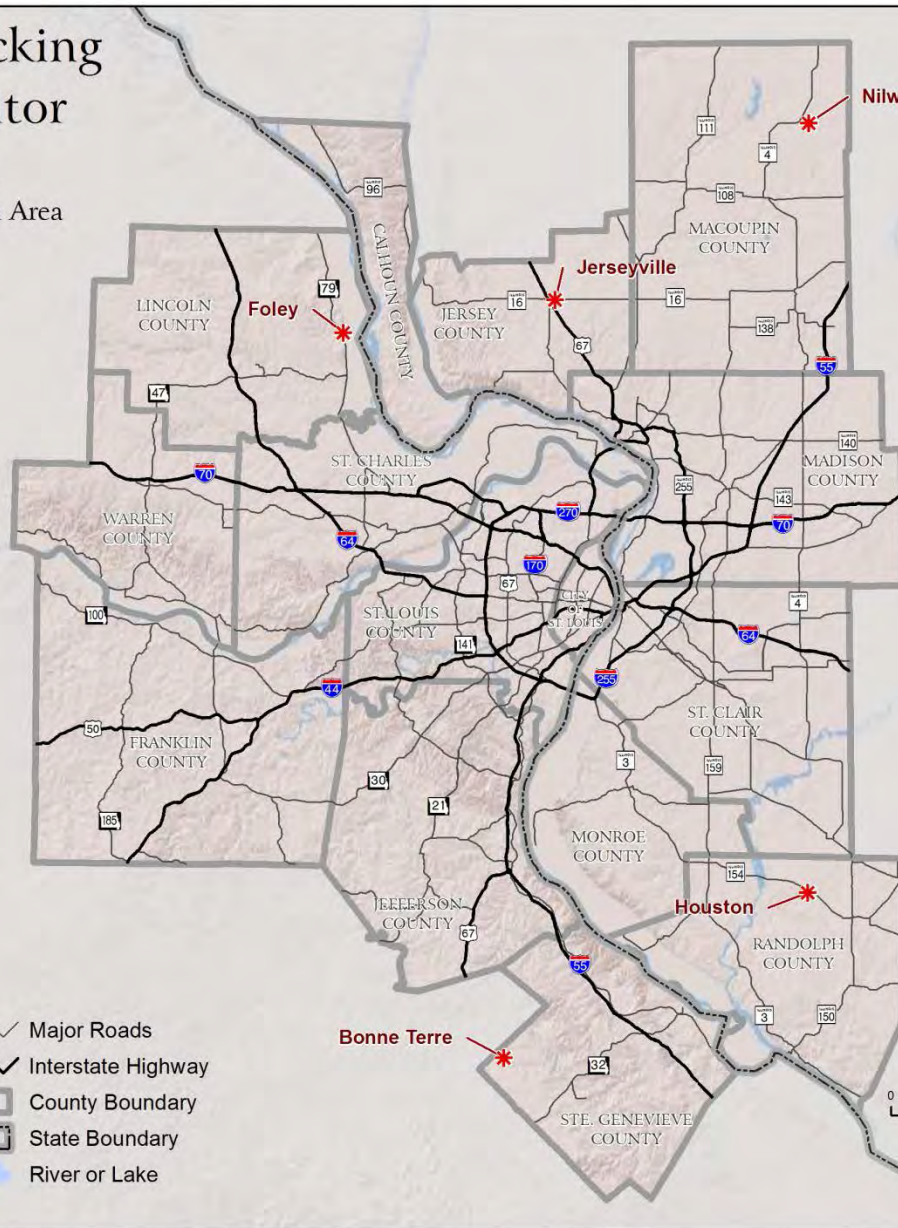 cking
tor
Area
Nilw
111
4
96
108
MACOUPIN
COUNTY
CALHOUN COUNTY
Jerseyville
79
LINCOLN
COUNTY
Foley
16
16
JERSEY
COUNTY
138
67
55
47
140
ST. CHARLES
COUNTY
MADISON
COUNTY
70
255
143
270
70
WARREN
COUNTY
64
170
67
CITY
OF
ST. LOUIS
4
100
ST. LOUIS
COUNTY
141
64
255
44
ST. CLAIR
COUNTY
50
FRANKLIN
COUNTY
3
159
30
21
185
MONROE
COUNTY
154
JEFFERSON
COUNTY
Houston
67
RANDOLPH
COUNTY
55
3
150
Major Roads
Bonne Terre
Interstate Highway
32
0
County Boundary
STE. GENEVIEVE
COUNTY
State Boundary
River or Lake